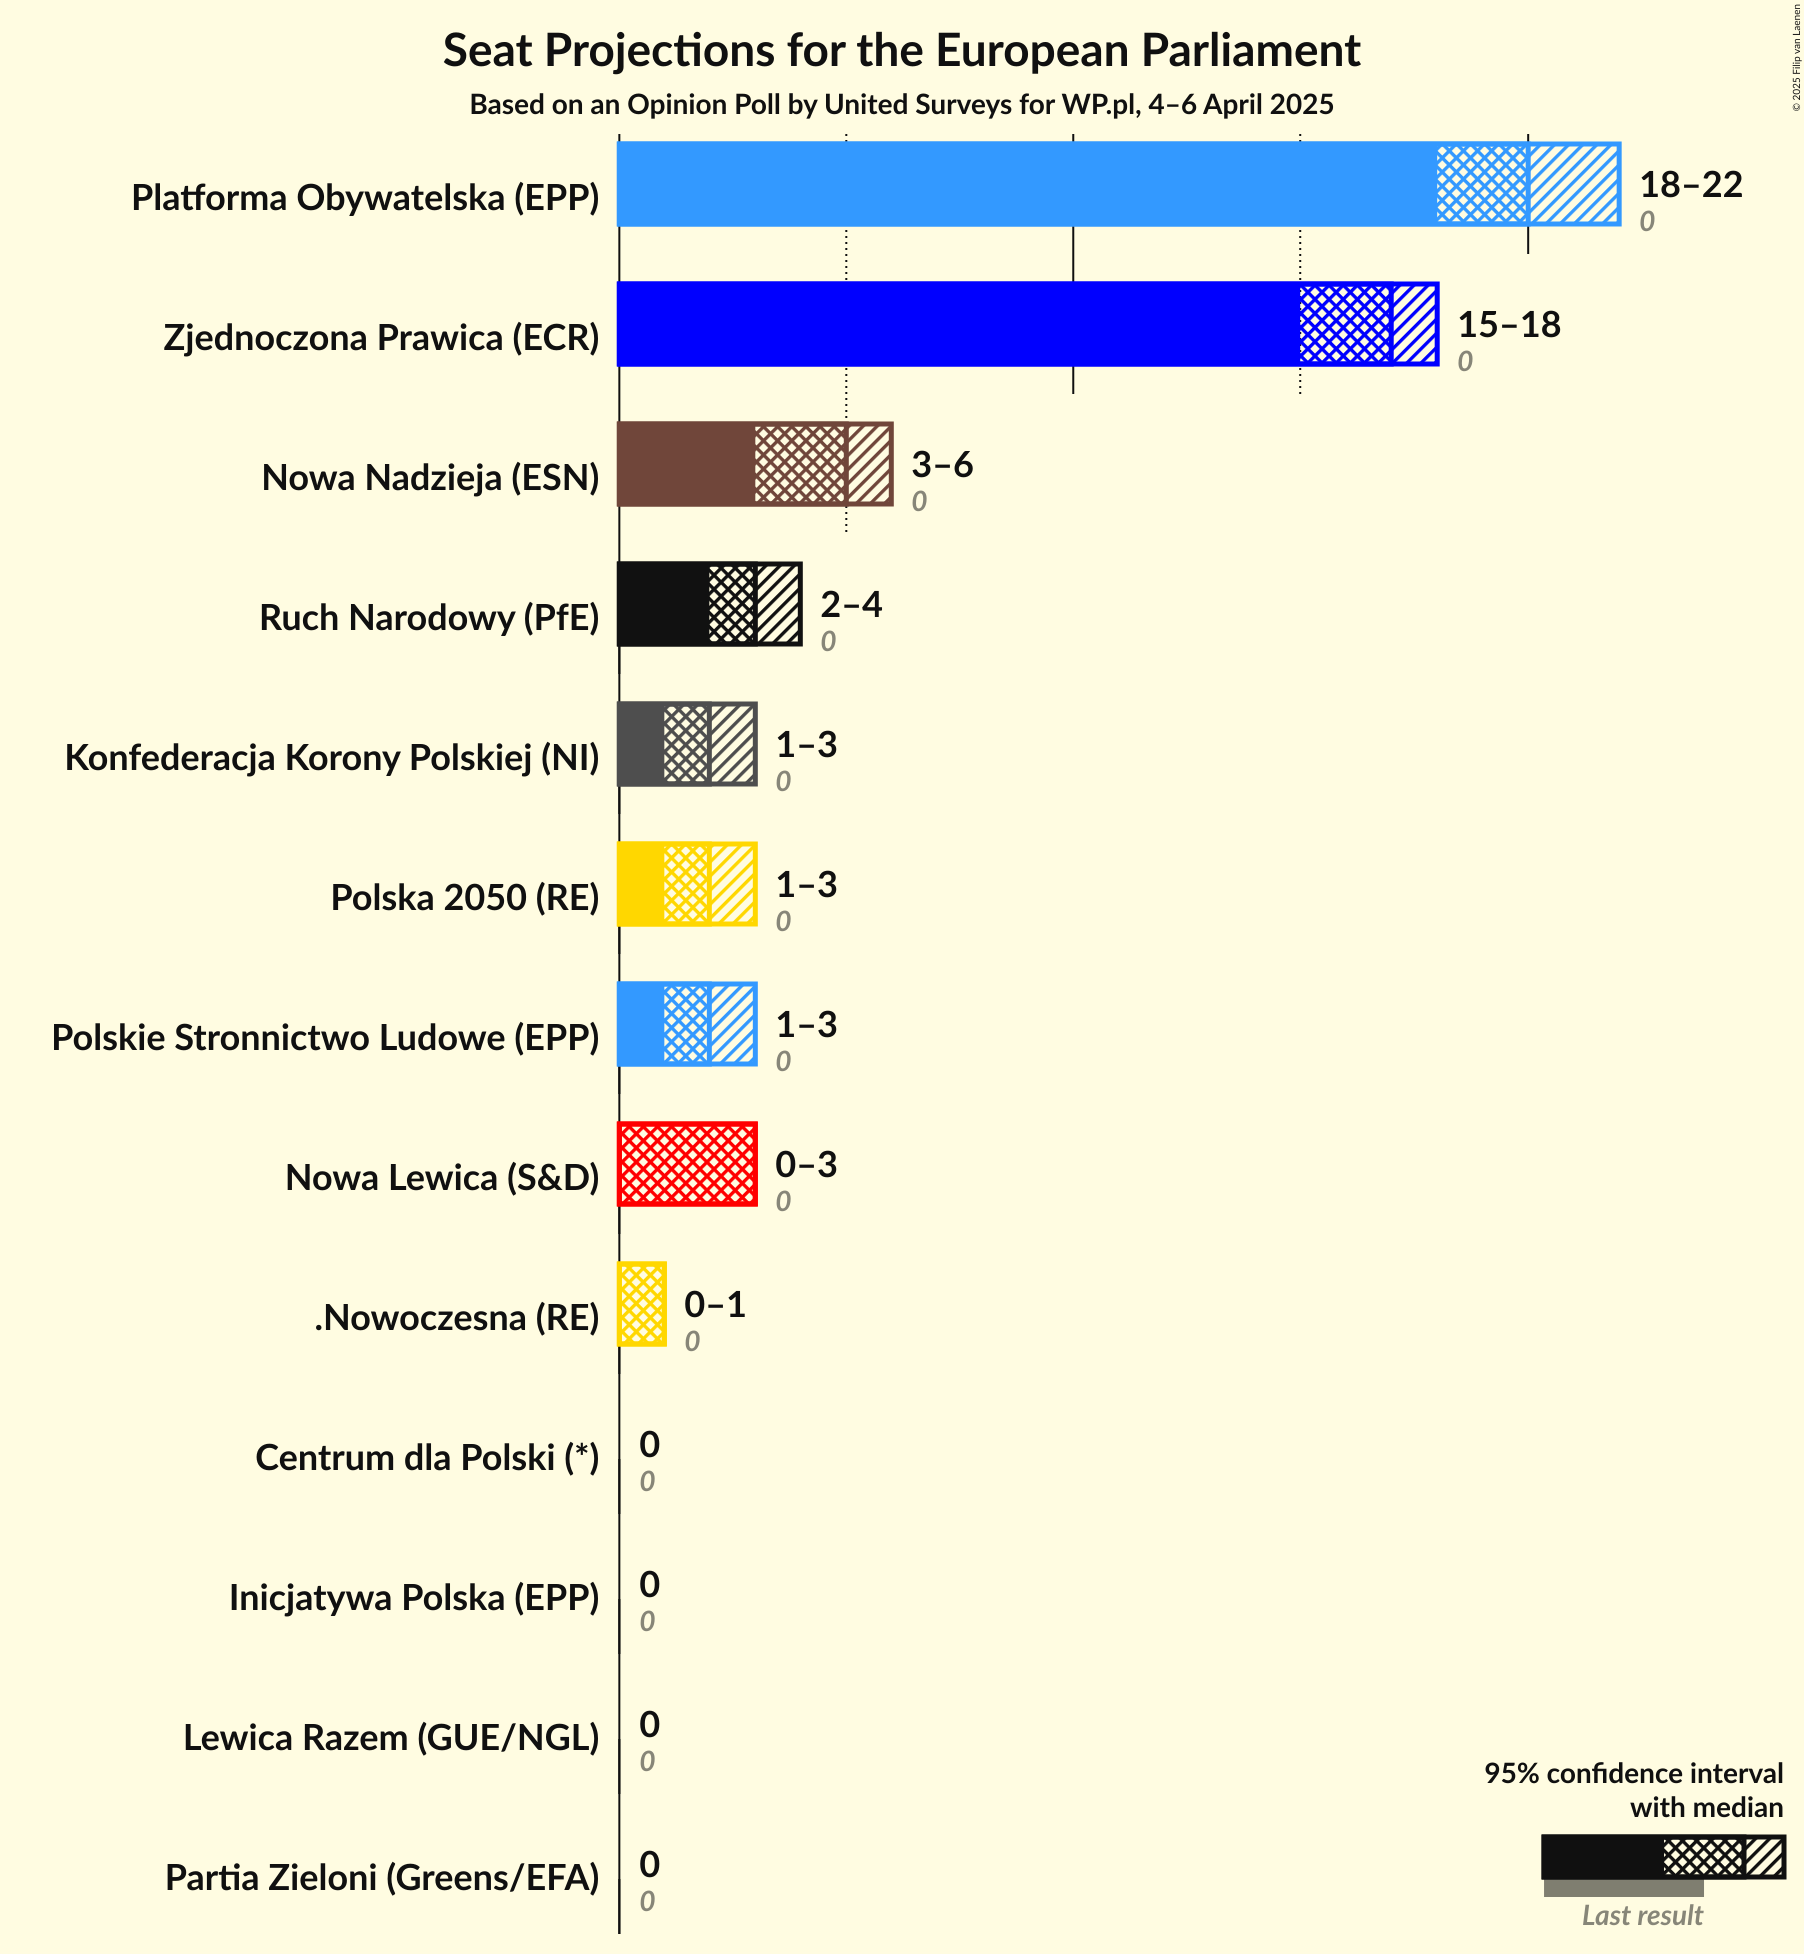 Seat Projections for the European Parliament
Based on an Opinion Poll by United Surveys for WP.pl, 4–6 April 2025
© 2025 Filip van Laenen
Platforma Obywatelska (EPP)
18–22
0
Zjednoczona Prawica (ECR)
15–18
0
Nowa Nadzieja (ESN)
3–6
0
Ruch Narodowy (PfE)
2–4
0
Konfederacja Korony Polskiej (NI)
1–3
0
Polska 2050 (RE)
1–3
0
Polskie Stronnictwo Ludowe (EPP)
1–3
0
Nowa Lewica (S&D)
0–3
0
.Nowoczesna (RE)
0–1
0
Centrum dla Polski (*)
0
0
Inicjatywa Polska (EPP)
0
0
Lewica Razem (GUE/NGL)
0
0
Partia Zieloni (Greens/EFA)
0
0
95% confidence interval
with median
Last result